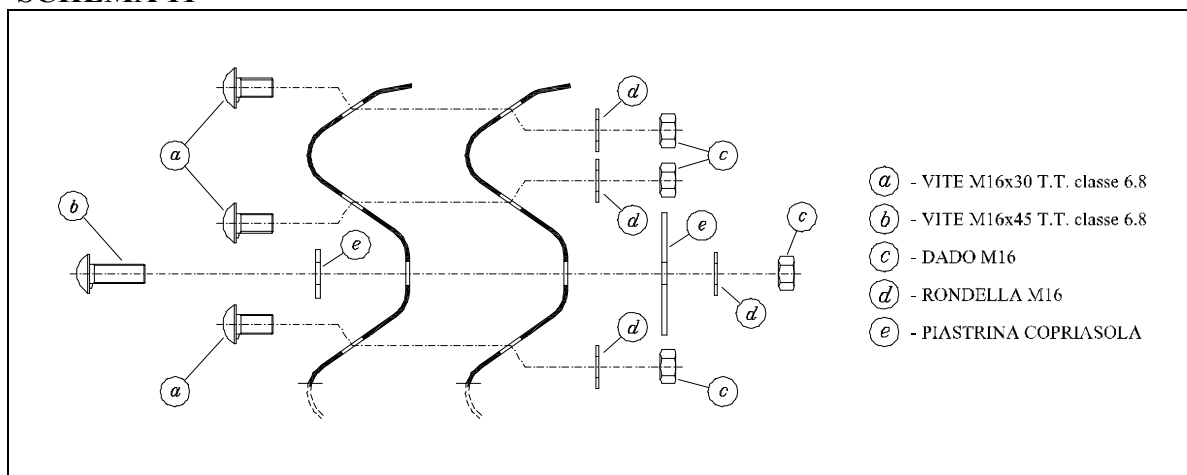 SCHEMA
d
a
c
b
d
c
e
e
d
d
a
c
a - VITE M16x30 T.T. classe 6.8
b - VITE M16x45 T.T. classe 6.8
c - DADO M16
d - RONDELLA M16
e - PIASTRINA COPRIASOLA